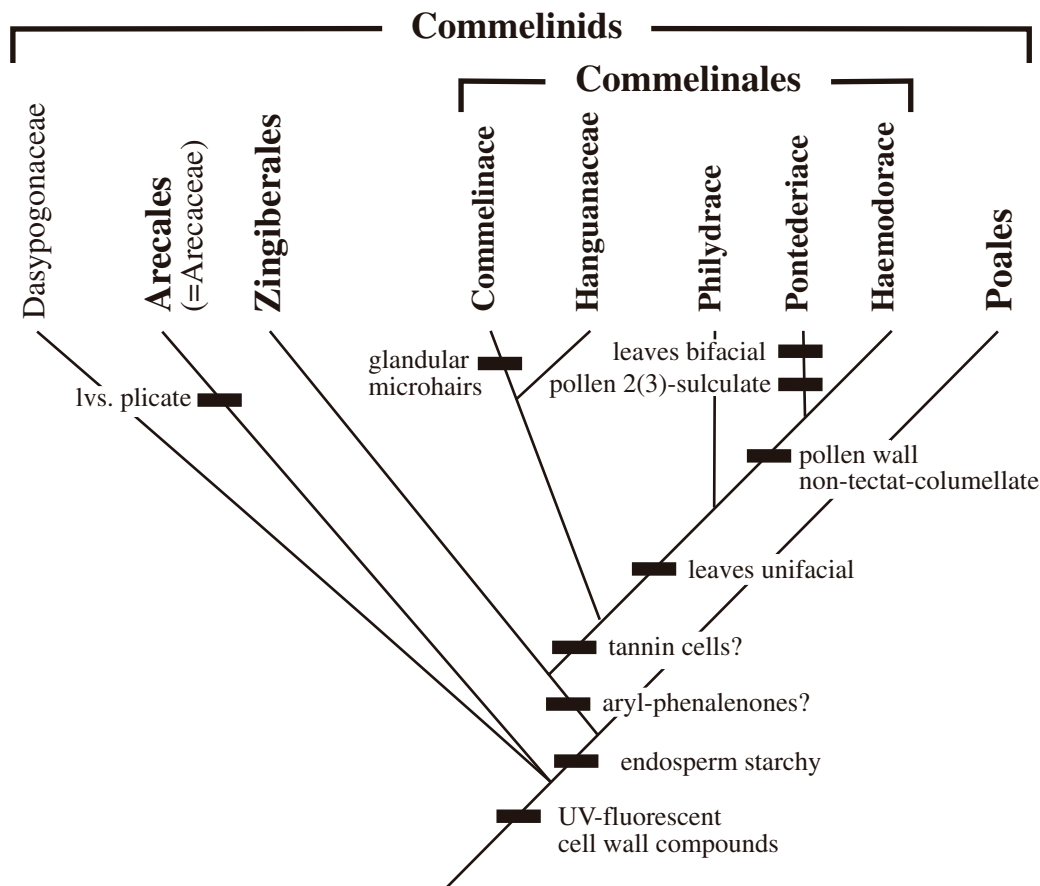 Commelinids
Commelinales
Dasypogonaceae
Arecales
(=Arecaceae)
Zingiberales
Commelinace
Hanguanaceae
Philydrace
Pontederiace
Haemodorace
Poales
glandular
microhairs
leaves bifacial
pollen 2(3)-sulculate
lvs. plicate
pollen wall
non-tectat-columellate
leaves unifacial
tannin cells?
aryl-phenalenones?
endosperm starchy
UV-fluorescent
cell wall compounds